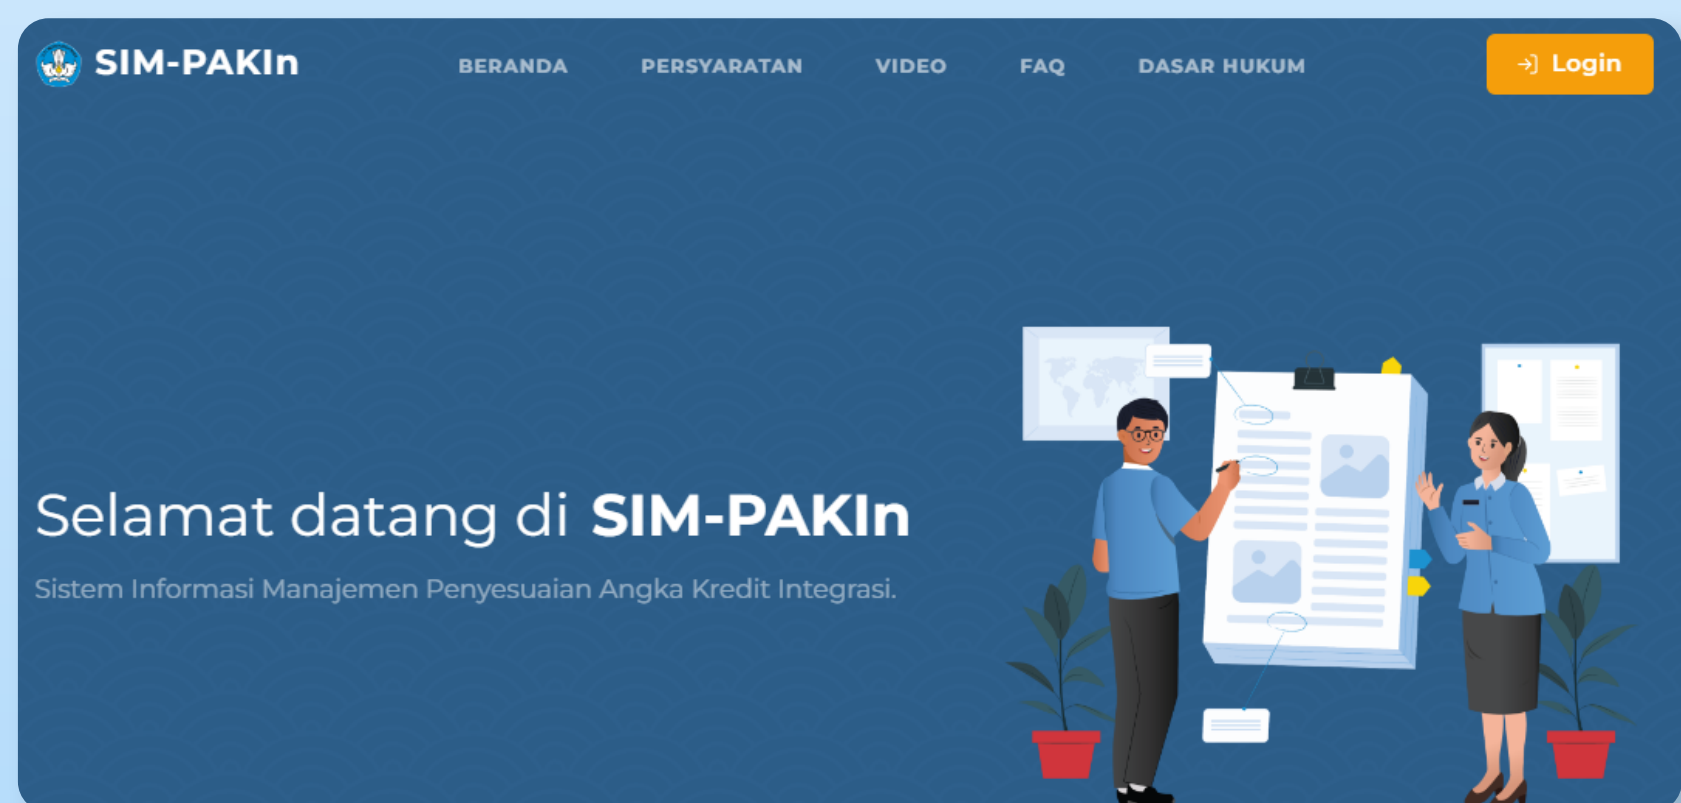 SIM-PAKIn
BERANDA
PERSYARATAN
VIDEO
FAQ
DASAR HUKUM
Login
Selamat datang di SIM-PAKIn
Sistem Informasi Manajemen Penyesuaian Angka Kredit Integrasi.